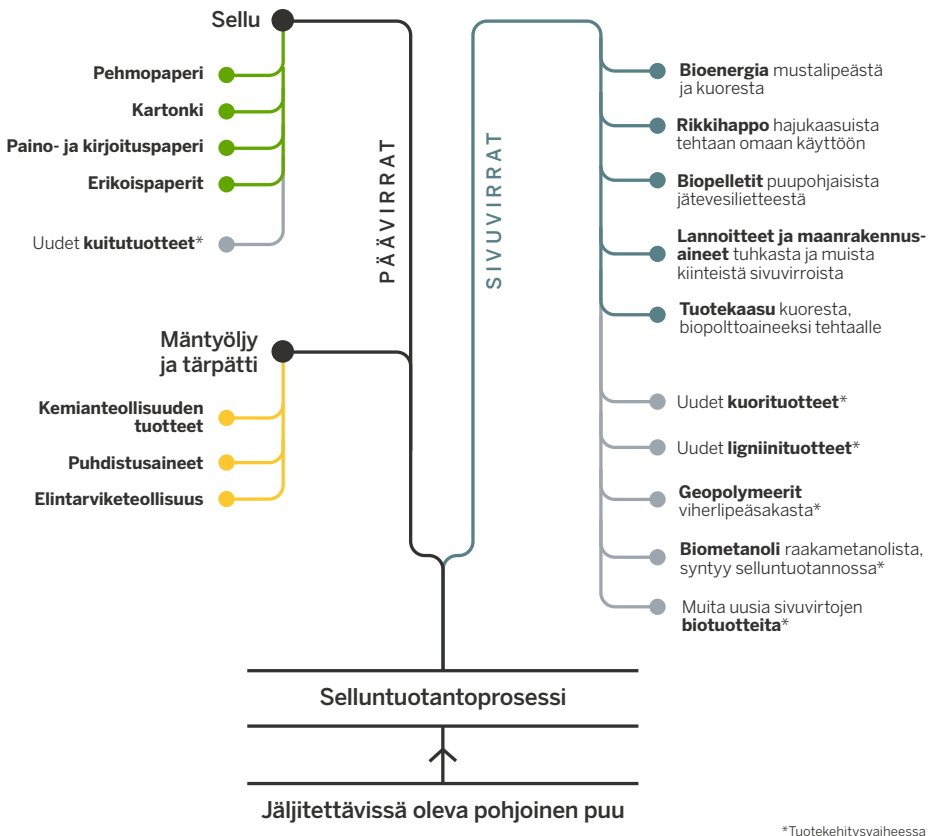 Sellu
Pehmopaperi
Kartonki
Paino- ja kirjoituspaperi
Erikoispaperit
Uudet kuitutuotteet*
Mäntyöljy
ja tärpätti
Kemianteollisuuden
tuotteet
Puhdistusaineet
Elintarviketeollisuus
PÄÄVIRRAT
SIVUVIRRAT
Bioenergia mustalipeästä
ja kuoresta
Rikkihappo hajukaasuista
tehtaan omaan käyttöön
Biopelletit puupohjaisista
jätevesilietteestä
Lannoitteet ja maanrakennus-
aineet tuhkasta ja muista
kiinteistä sivuvirroista
Tuotekaasu kuoresta,
biopolttoaineeksi tehtaalle
Uudet kuorituotteet*
Uudet ligniinituotteet*
Geopolymeerit
viherlipeäsakasta*
Biometanoli raakametanolista,
syntyy selluntuotannossa*
Muita uusia sivuvirtojen
biotuotteita*
Selluntuotantoprosessi
Jäljitettävissä oleva pohjoinen puu
*Tuotekehitysvaiheessa